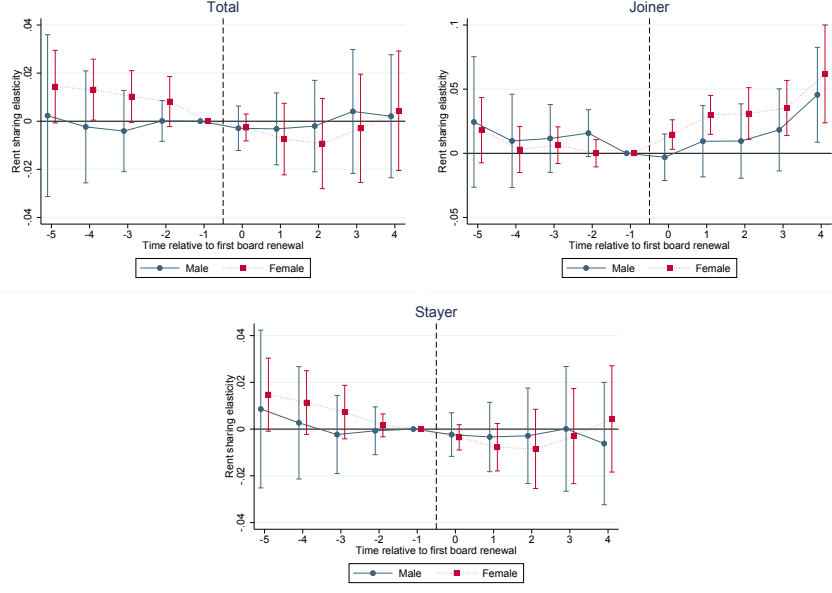 Total
Rent sharing elasticity
.04
.02
0
-.02
-.04
-5 -4 -3 -2 -1 0 1 2 3 4
Time relative to first board renewal
Male Female
Joiner
Rent sharing elasticity
.1
.05
0
-.05
-5 -4 -3 -2 -1 0 1 2 3 4
Time relative to first board renewal
Male Female
Stayer
Rent sharing elasticity
.04
.02
0
-.02
-.04
-5 -4 -3 -2 -1 0 1 2 3 4
Time relative to first board renewal
Male Female